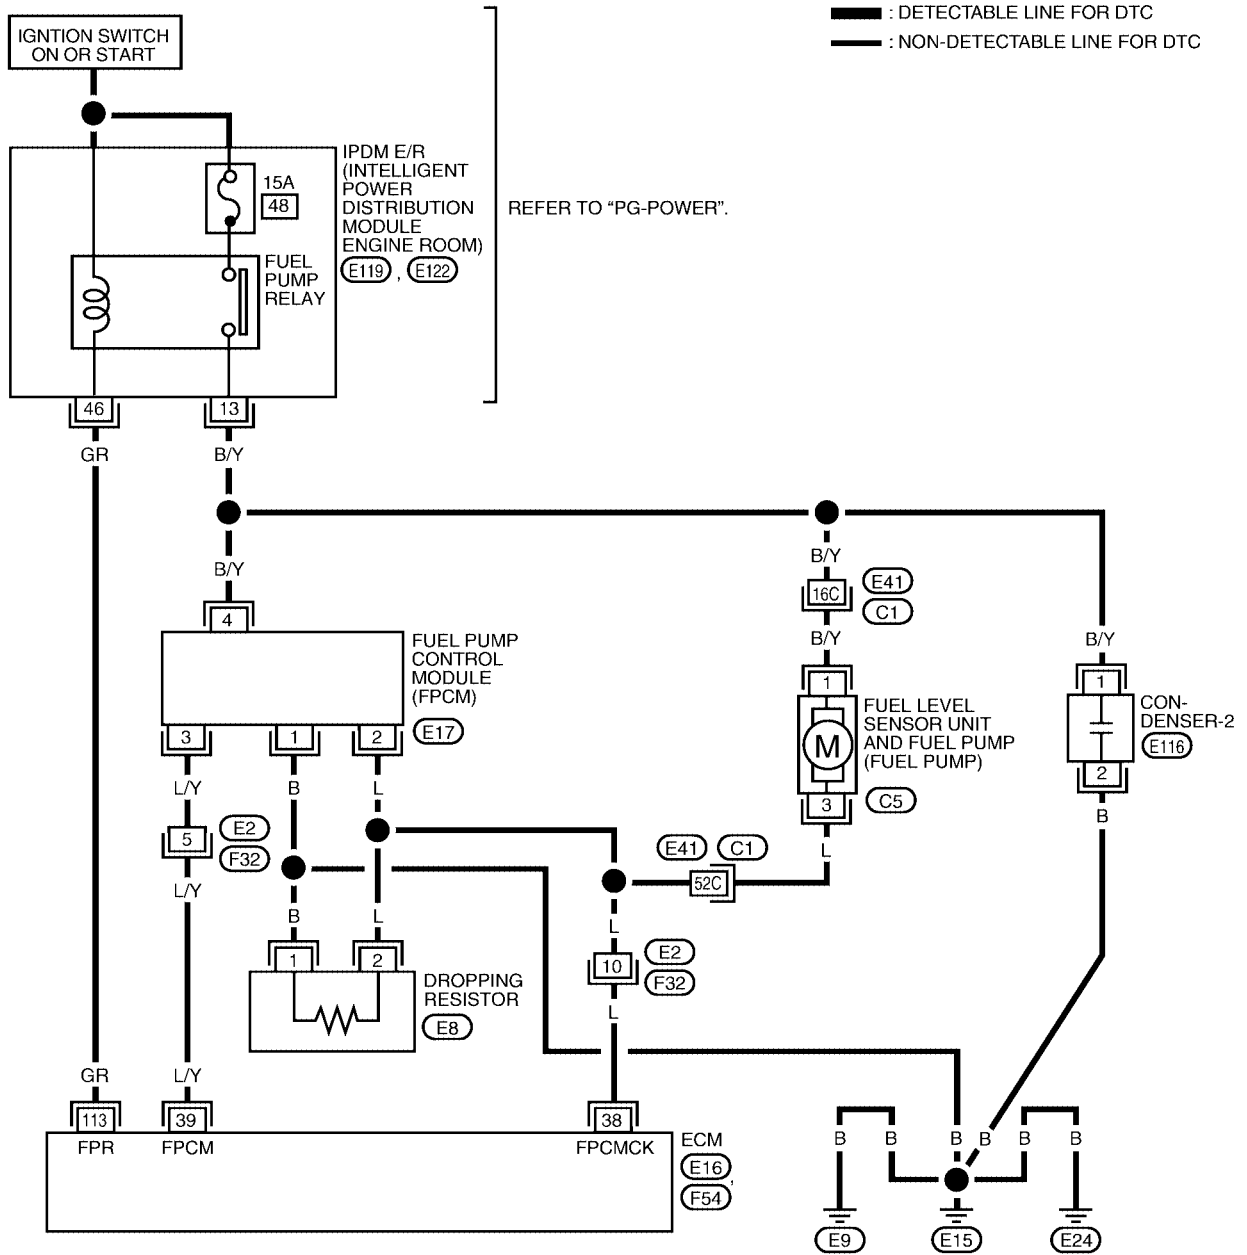 : DETECTABLE LINE FOR DTC
: NON-DETECTABLE LINE FOR DTC
IGNTION SWITCH
ON OR START
IPDM E/R
(INTELLIGENT
POWER
DISTRIBUTION
MODULE
ENGINE ROOM)
E119 , E122
15A
48
REFER TO “PG-POWER”.
FUEL
PUMP
RELAY
46
13
GR
B/Y
B/Y
B/Y
16C
E41
C1
B/Y
B/Y
4
FUEL PUMP
CONTROL
MODULE
(FPCM)
E17
1
FUEL LEVEL
SENSOR UNIT
AND FUEL PUMP
(FUEL PUMP)
M
3
C5
1
CON-
DENSER-2
E116
2
B
3
1
2
L/Y
B
L
5
E2
F32
L/Y
L
E41
C1
52C
B
L
L
10
E2
F32
L
1
2
DROPPING
RESISTOR
E8
GR
L/Y
113
39
38
FPR
FPCM
FPCMCK
ECM
E16 ,
F54
B
B
B
B
B
B
E9
E15
E24